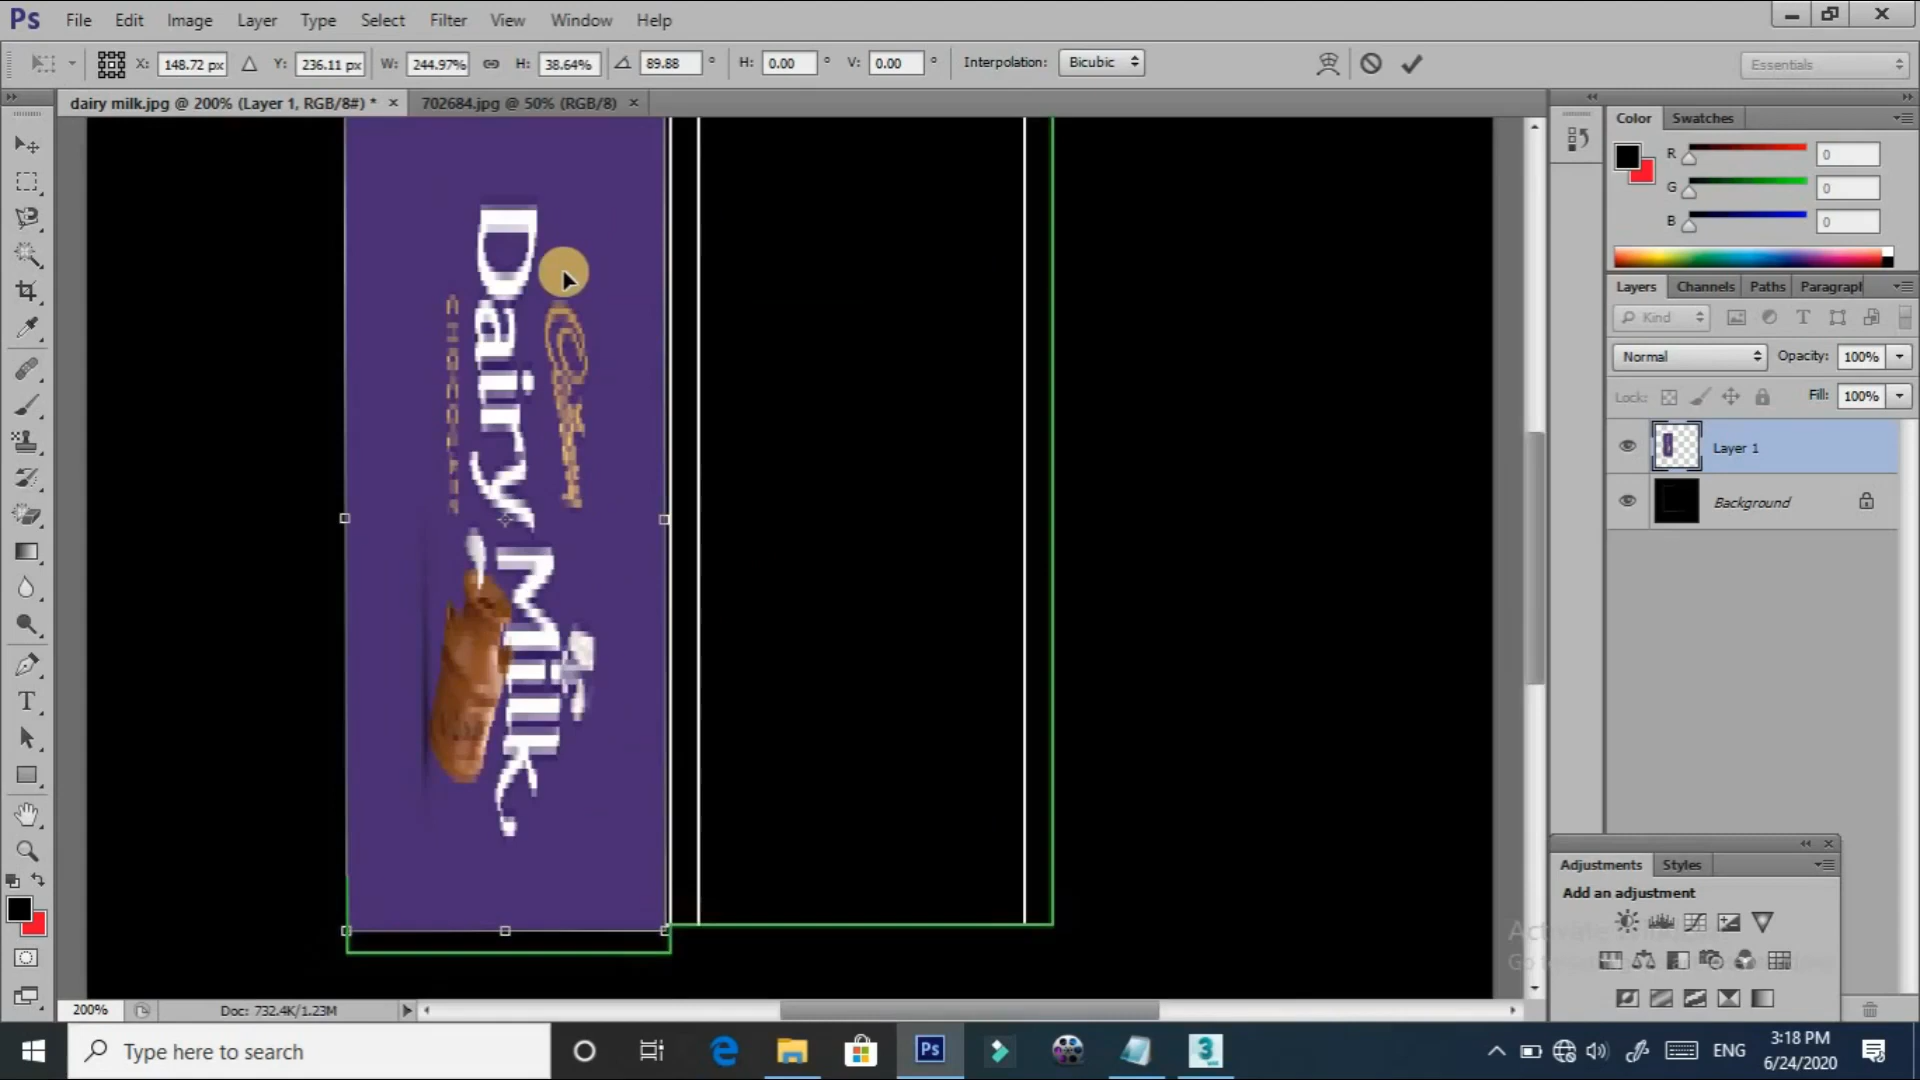 Ps File Edit Image Layer Type Select Filter View Window Help
X: 148.72 px Y: 236.11 px W: 244.97% H: 38.64% 89.88 ° H: 0.00 ° V: 0.00 ° Interpolation: Bicubic Essentials
dairy milk.jpg @ 200% (Layer 1, RGB/8#) * × 702684.jpg @ 50% (RGB/8) ×
Color Swatches
R 0
G 0
B 0
Layers Channels Paths Paragraph
Kind
Normal Opacity: 100%
Lock: Fill: 100%
Layer 1
Background
Dairy Milk
Adjustments Styles
Add an adjustment
200% Doc: 732.4K/1.23M
Type here to search
Ps
3
ENG
3:18 PM
6/24/2020